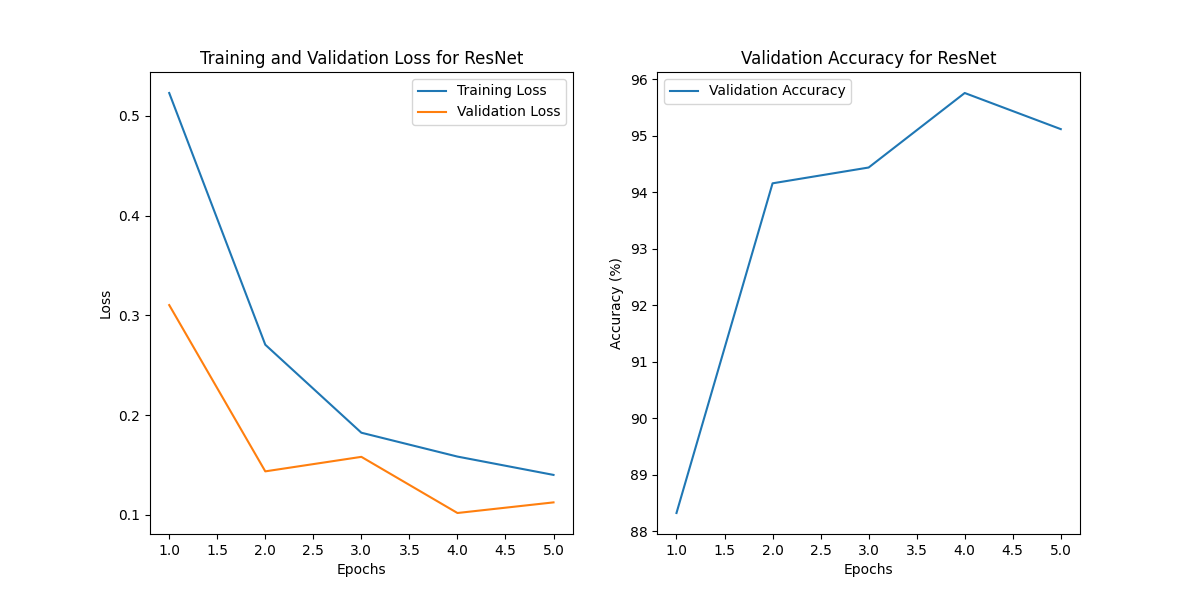 Training and Validation Loss for ResNet
Training Loss
Validation Loss
0.5
0.4
0.3
0.2
0.1
Loss
1.0 1.5 2.0 2.5 3.0 3.5 4.0 4.5 5.0
Epochs
Validation Accuracy for ResNet
Validation Accuracy
96
95
94
93
92
91
90
89
88
Accuracy (%)
1.0 1.5 2.0 2.5 3.0 3.5 4.0 4.5 5.0
Epochs